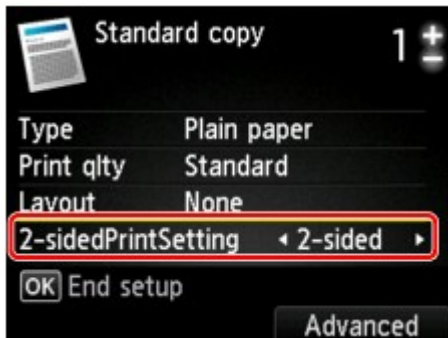 Standard copy 1
Type Plain paper
Print qlty Standard
Layout None
2-sidedPrintSetting 2-sided
OK End setup
Advanced